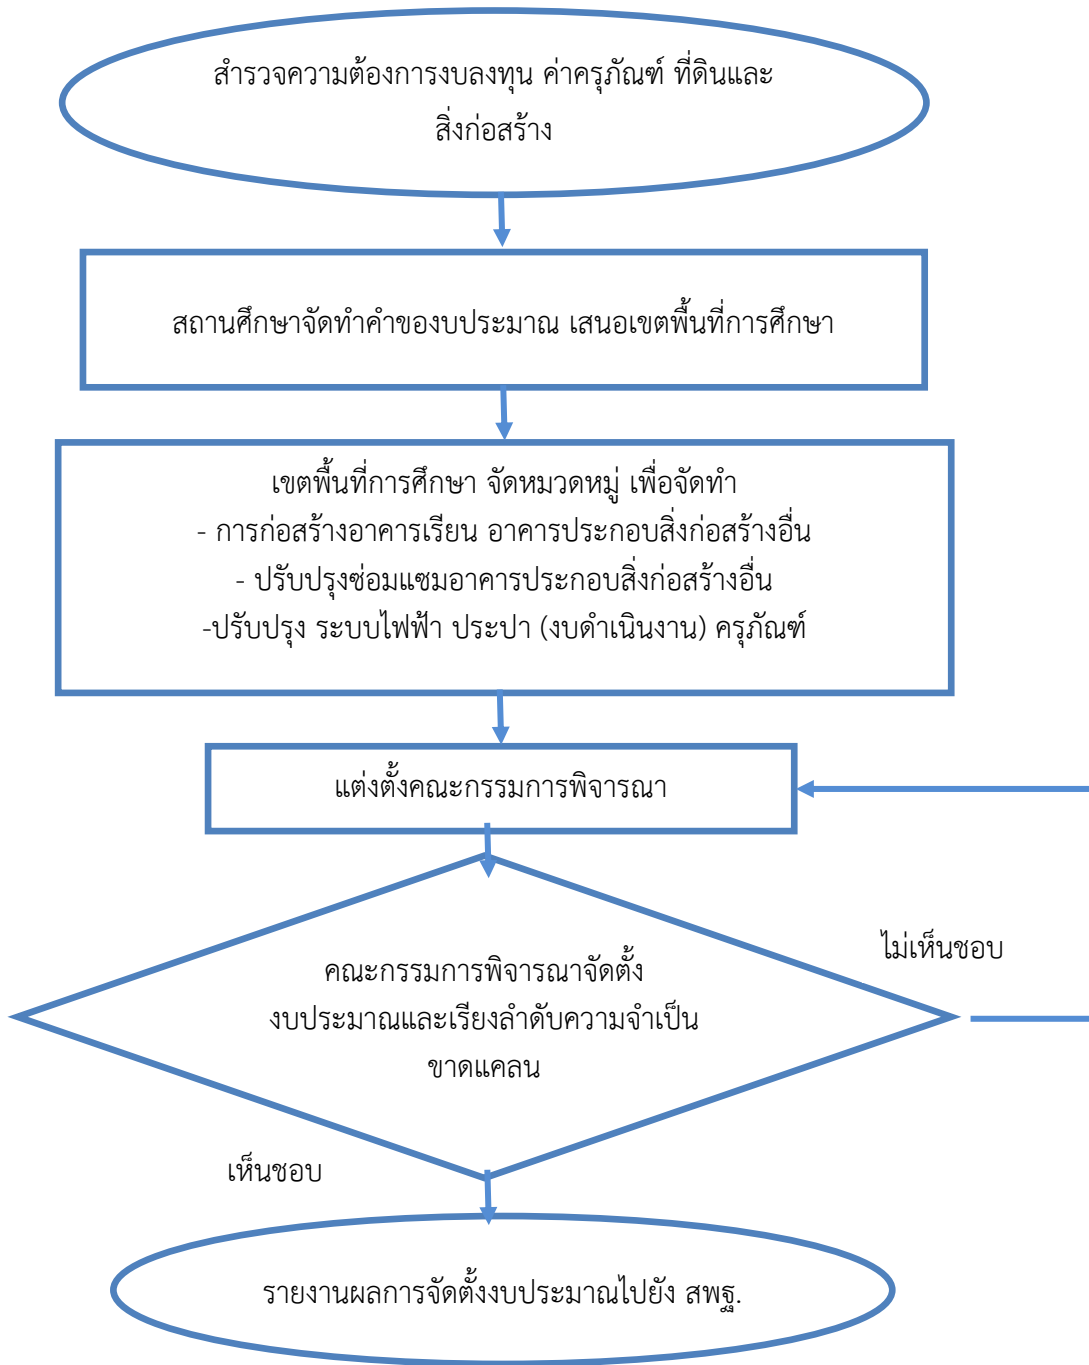 สำรวจความต้องการงบลงทุน ค่าครุภัณฑ์ ที่ดินและ
สิ่งก่อสร้าง
สถานศึกษาจัดทำคำของบประมาณ เสนอเขตพื้นที่การศึกษา
เขตพื้นที่การศึกษา จัดหมวดหมู่ เพื่อจัดทำ
- การก่อสร้างอาคารเรียน อาคารประกอบสิ่งก่อสร้างอื่น
- ปรับปรุงซ่อมแซมอาคารประกอบสิ่งก่อสร้างอื่น
-ปรับปรุง ระบบไฟฟ้า ประปา (งบดำเนินงาน) ครุภัณฑ์
แต่งตั้งคณะกรรมการพิจารณา
ไม่เห็นชอบ
คณะกรรมการพิจารณาจัดตั้ง
งบประมาณและเรียงลำดับความจำเป็น
ขาดแคลน
เห็นชอบ
รายงานผลการจัดตั้งงบประมาณไปยัง สพฐ.